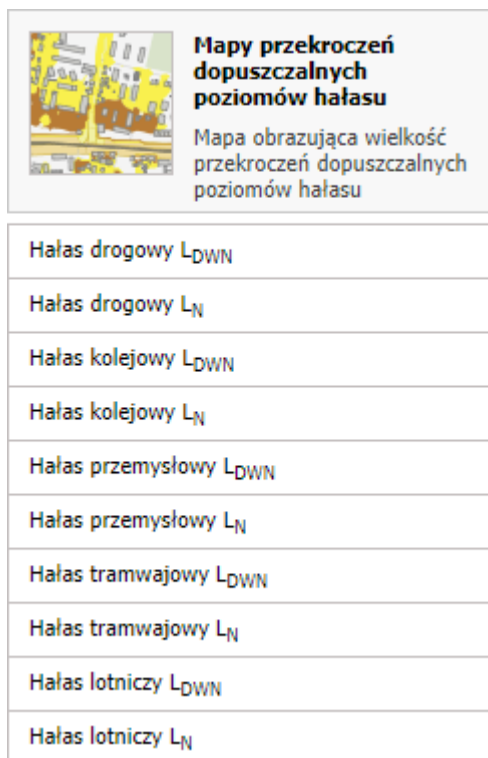 Mapy przekroczeń
dopuszczalnych
poziomów hałasu
Mapa obrazująca wielkość
przekroczeń dopuszczalnych
poziomów hałasu
Hałas drogowy LDWN
Hałas drogowy LN
Hałas kolejowy LDWN
Hałas kolejowy LN
Hałas przemysłowy LDWN
Hałas przemysłowy LN
Hałas tramwajowy LDWN
Hałas tramwajowy LN
Hałas lotniczy LDWN
Hałas lotniczy LN